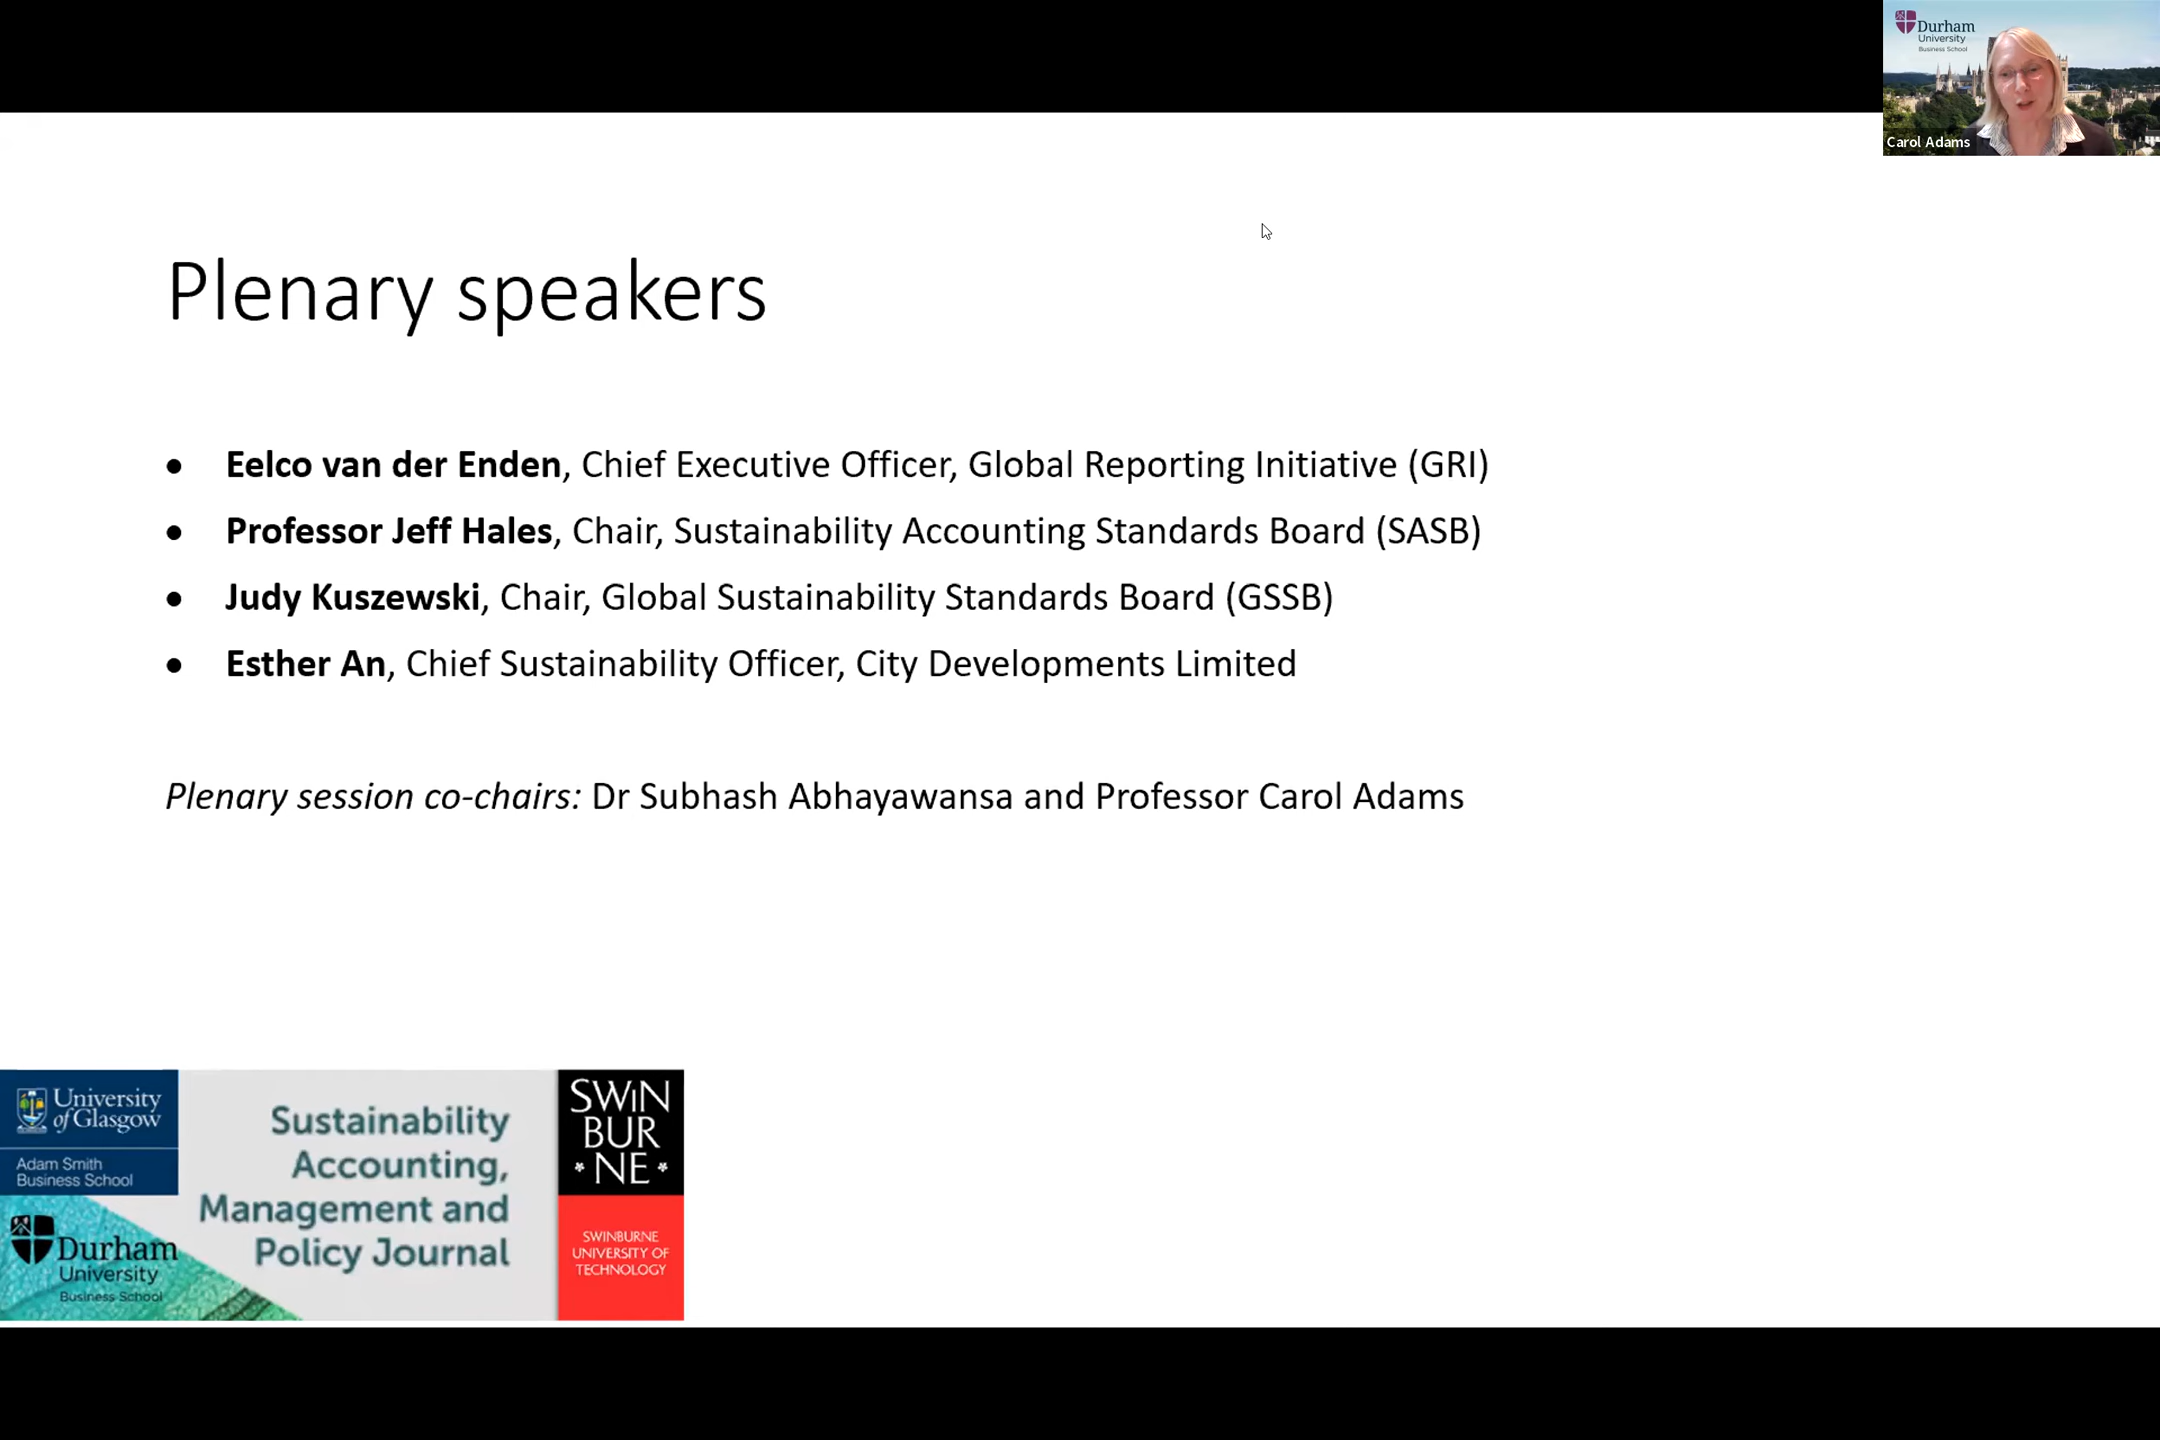 Durham
University
Business School
Carol Adams
Plenary speakers
• Eelco van der Enden, Chief Executive Officer, Global Reporting Initiative (GRI)
• Professor Jeff Hales, Chair, Sustainability Accounting Standards Board (SASB)
• Judy Kuszewski, Chair, Global Sustainability Standards Board (GSSB)
• Esther An, Chief Sustainability Officer, City Developments Limited
Plenary session co-chairs: Dr Subhash Abhayawansa and Professor Carol Adams
University
of Glasgow
Adam Smith
Business School
Durham
University
Business School
Sustainability
Accounting,
Management and
Policy Journal
SWIN
BUR
NE
SWINBURNE
UNIVERSITY OF
TECHNOLOGY